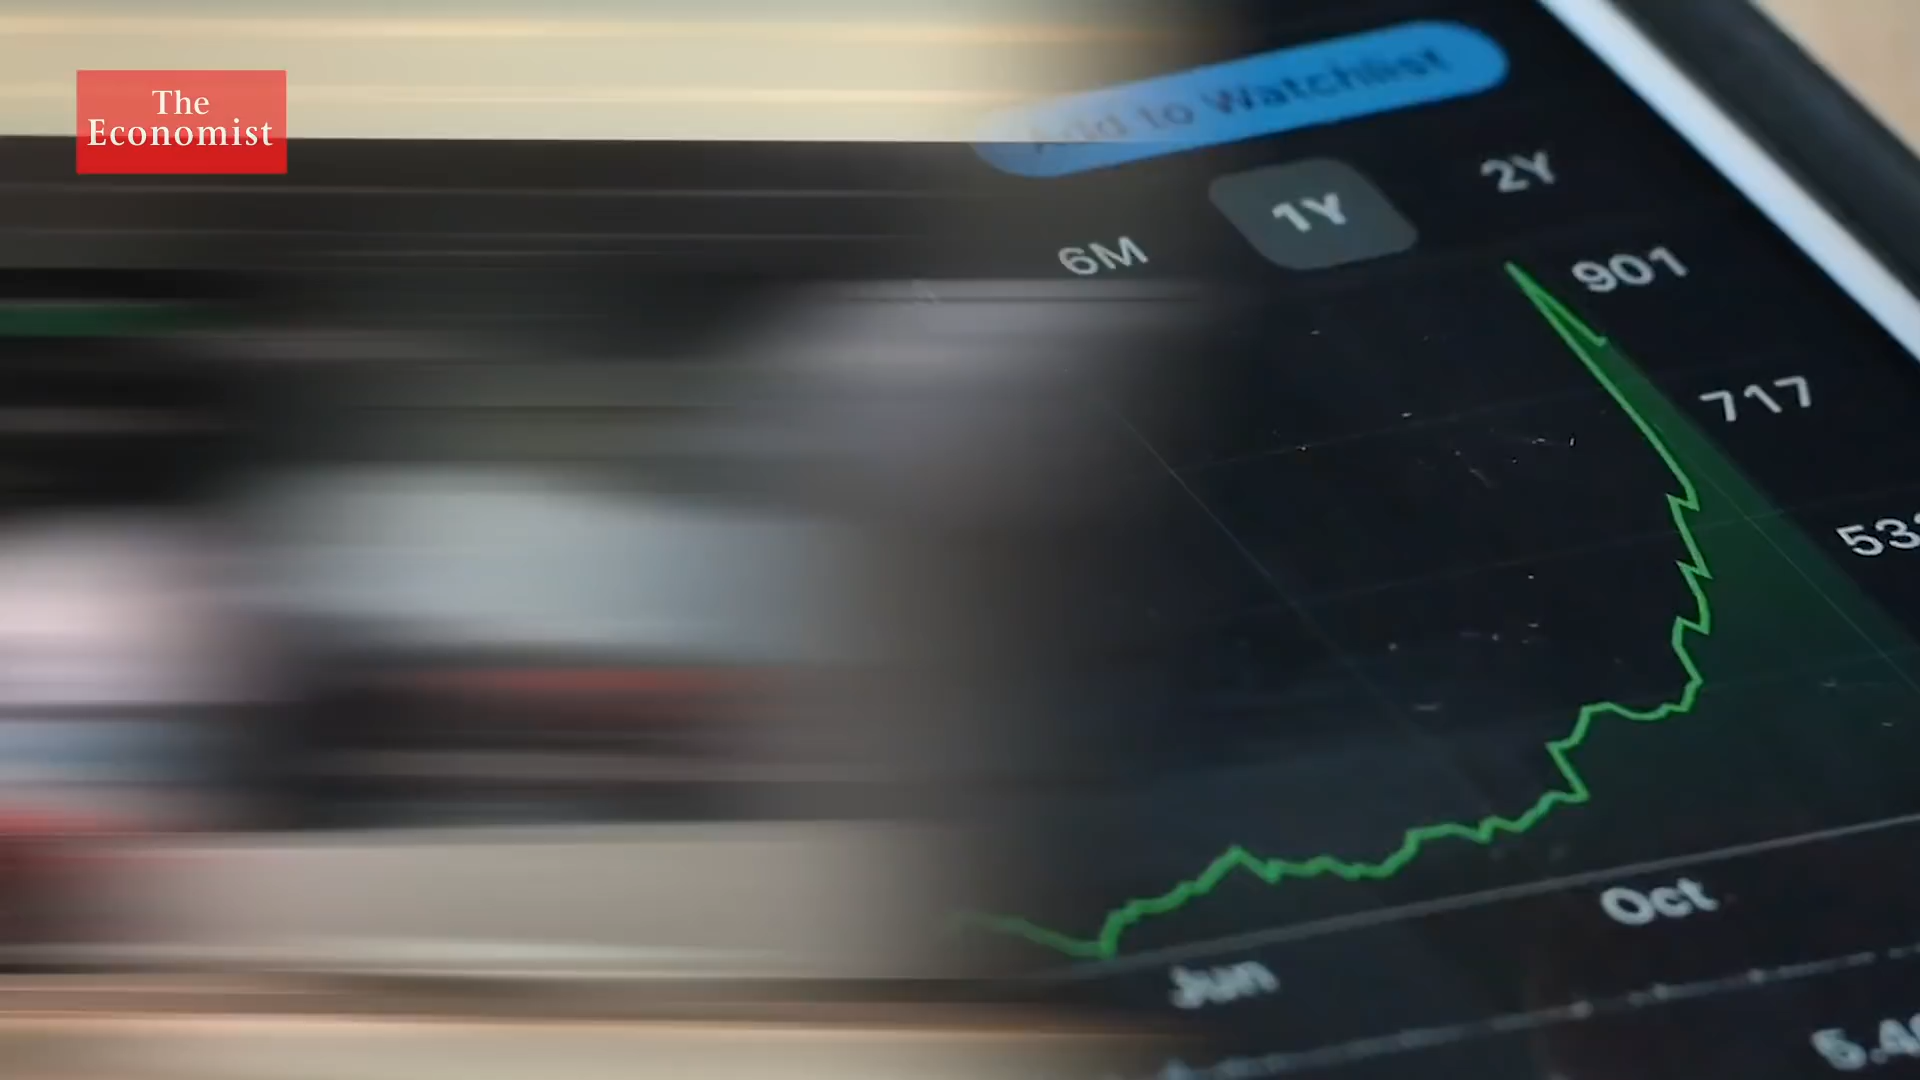 The
Economist
Add to Watchlist
6M
1Y
2Y
901
717
Oct
Jun